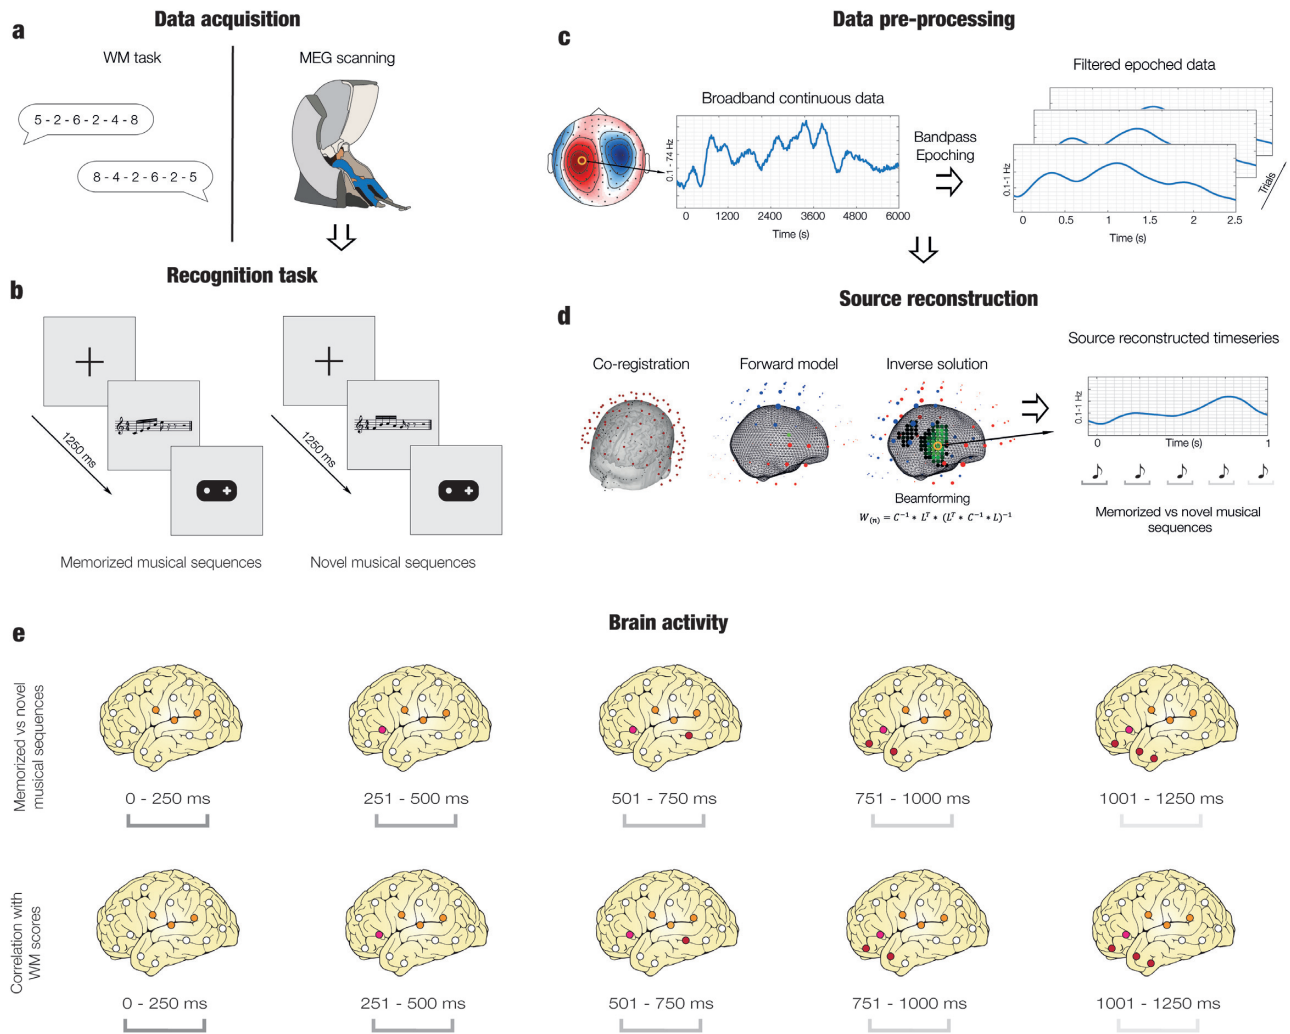 a
Data acquisition
WM task
MEG scanning
5 - 2 - 6 - 2 - 4 - 8
8 - 4 - 2 - 6 - 2 - 5
b
Recognition task
1250 ms
1250 ms
Memorized musical sequences
Novel musical sequences
c
Data pre-processing
Broadband continuous data
0.1 - 74 Hz
0 1200 2400 3600 4800 6000
Time (s)
Bandpass
Epoching
Filtered epoched data
0.1-1 Hz
0 0.5 1 1.5 2 2.5
Time (s)
Trials
d
Source reconstruction
Co-registration
Forward model
Inverse solution
Beamforming
W(n) = C⁻¹ * Lᵀ * (Lᵀ * C⁻¹ * L)⁻¹
Source reconstructed timeseries
0.1-1 Hz
0 Time (s) 1
Memorized vs novel musical
sequences
e
Brain activity
Memorized vs novel
musical sequences
0 - 250 ms
251 - 500 ms
501 - 750 ms
751 - 1000 ms
1001 - 1250 ms
Correlation with
WM scores
0 - 250 ms
251 - 500 ms
501 - 750 ms
751 - 1000 ms
1001 - 1250 ms